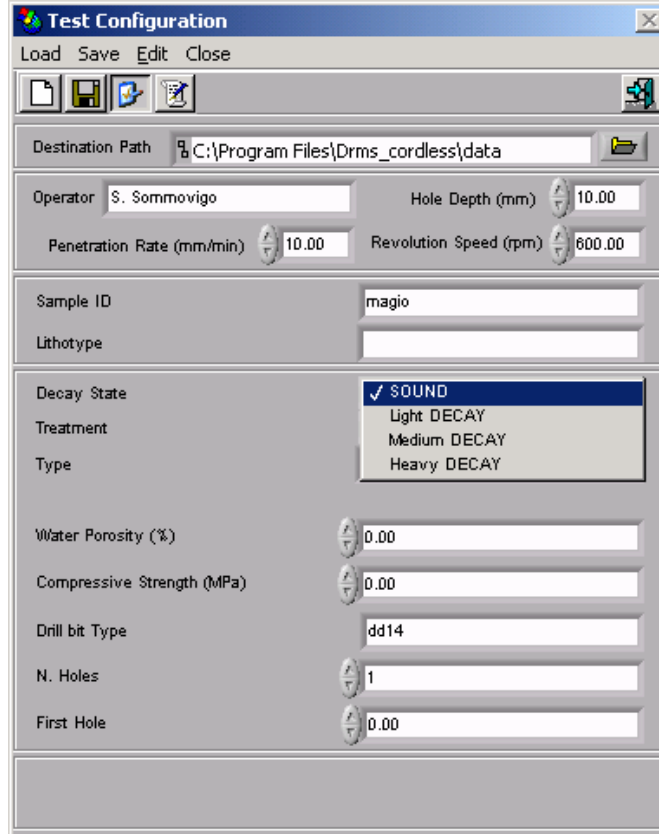 Test Configuration
Load Save Edit Close
Destination Path C:\Program Files\Drms_cordless\data
Operator S. Sommovigo Hole Depth (mm) 10.00
Penetration Rate (mm/min) 10.00 Revolution Speed (rpm) 600.00
Sample ID magio
Lithotype
Decay State ✓ SOUND
Light DECAY
Treatment
Medium DECAY
Type Heavy DECAY
Water Porosity (%) 0.00
Compressive Strength (MPa) 0.00
Drill bit Type dd14
N. Holes 1
First Hole 0.00